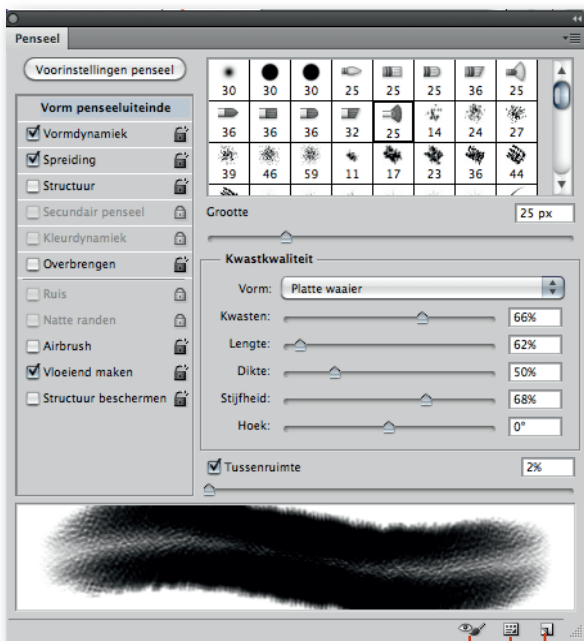 Penseel
Voorinstellingen penseel
Vorm penseeluiteinde
Vormdynamiek
Spreiding
Structuur
Secundair penseel
Kleurdynamiek
Overbrengen
Ruis
Natte randen
Airbrush
Vloeiend maken
Structuur beschermen
30 30 30 25 25 25 36 25
36 36 36 32 25 14 24 27
39 46 59 11 17 23 36 44
Grootte 25 px
Kwastkwaliteit
Vorm: Platte waaier
Kwasten: 66%
Lengte: 62%
Dikte: 50%
Stijfheid: 68%
Hoek: 0°
Tussenruimte 2%